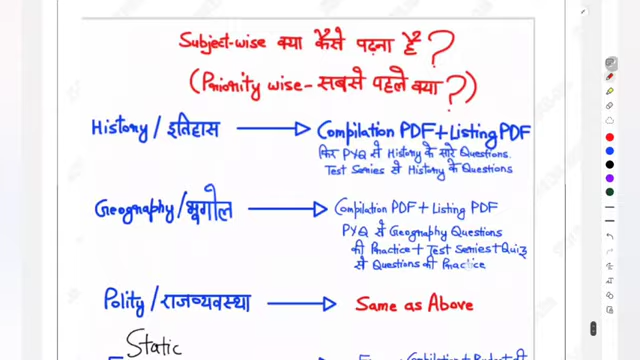 Subject-wise क्या कैसे पढ़ना है?
(Priority wise - सबसे पहले क्या?)
History / इतिहास → Compilation PDF + Listing PDF
फिर PYQ से History के सारे Questions.
Test Series से History के Questions
Geography / भूगोल → Compilation PDF + Listing PDF
PYQ से Geography Questions
की Practice + Test Series + Quiz
से Questions की Practice
Polity / राजव्यवस्था → Same as Above
Static